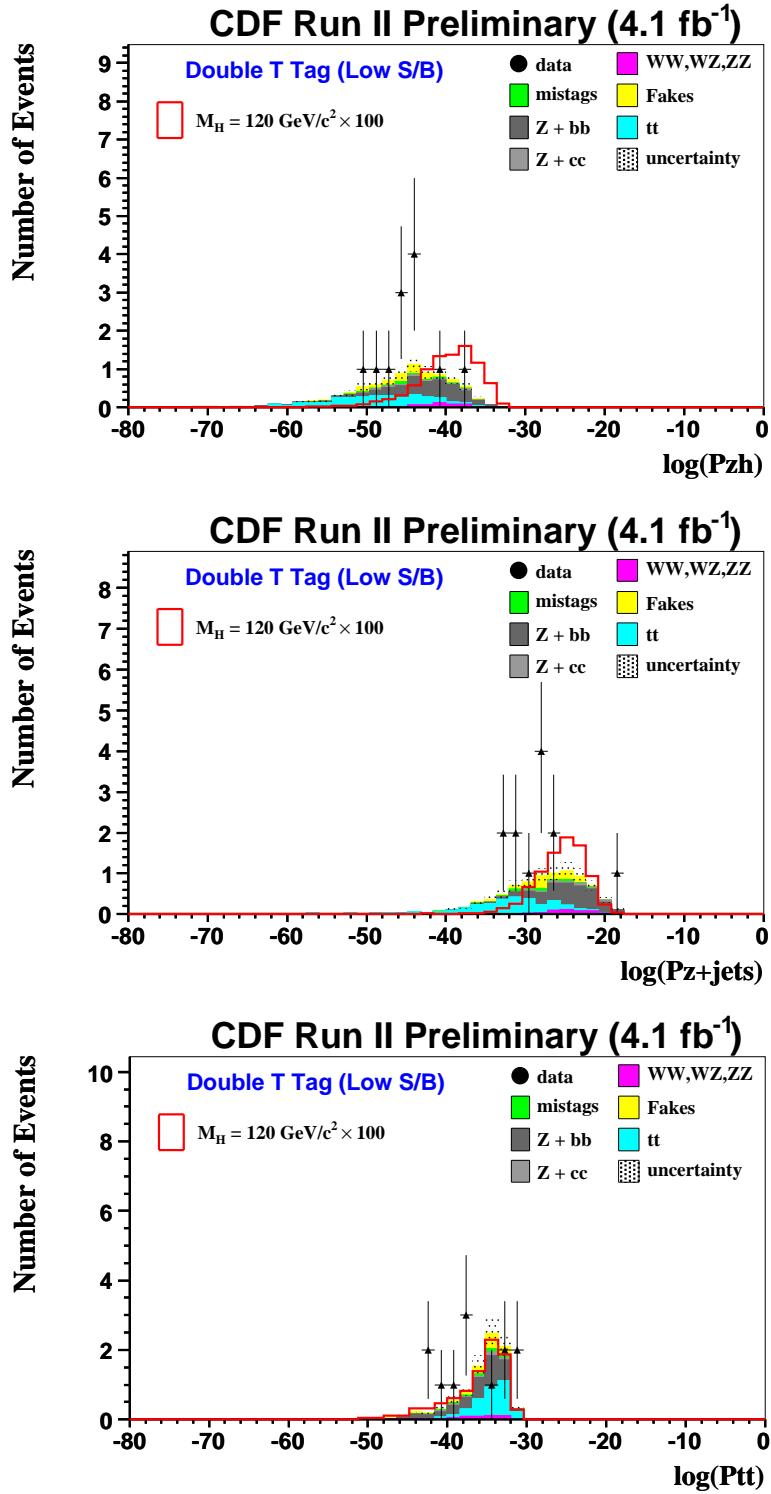 CDF Run II Preliminary (4.1 fb⁻¹)
Number of Events
Double T Tag (Low S/B)
M_H = 120 GeV/c² × 100
data
mistags
Z + bb
Z + cc
WW,WZ,ZZ
Fakes
tt
uncertainty
9
8
7
6
5
4
3
2
1
0
-80 -70 -60 -50 -40 -30 -20 -10 0
log(Pzh)
CDF Run II Preliminary (4.1 fb⁻¹)
Number of Events
Double T Tag (Low S/B)
M_H = 120 GeV/c² × 100
data
mistags
Z + bb
Z + cc
WW,WZ,ZZ
Fakes
tt
uncertainty
8
7
6
5
4
3
2
1
0
-80 -70 -60 -50 -40 -30 -20 -10 0
log(Pz+jets)
CDF Run II Preliminary (4.1 fb⁻¹)
Number of Events
Double T Tag (Low S/B)
M_H = 120 GeV/c² × 100
data
mistags
Z + bb
Z + cc
WW,WZ,ZZ
Fakes
tt
uncertainty
10
8
6
4
2
0
-80 -70 -60 -50 -40 -30 -20 -10 0
log(Ptt)